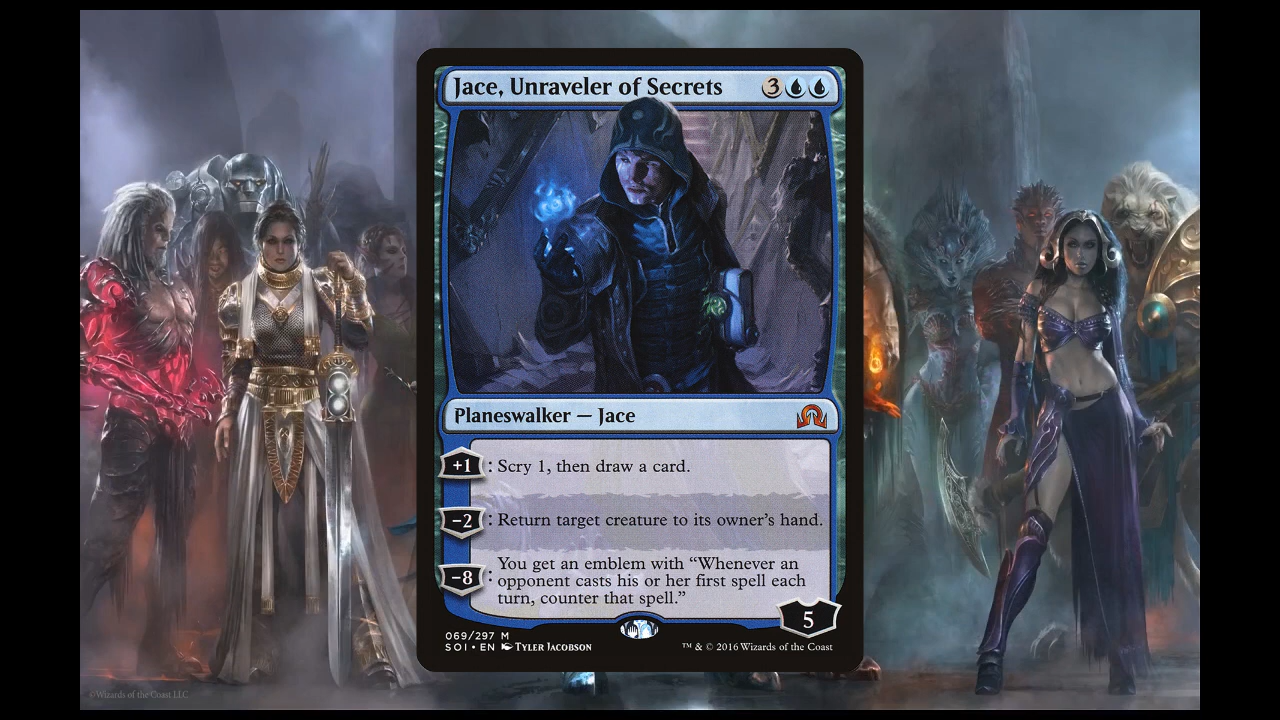 Jace, Unraveler of Secrets 3
Planeswalker — Jace
+1 : Scry 1, then draw a card.
−2 : Return target creature to its owner's hand.
−8 : You get an emblem with “Whenever an
opponent casts his or her first spell each
turn, counter that spell.”
5
069/297 M
SOI • EN Tyler Jacobson
™ & © 2016 Wizards of the Coast
©Wizards of the Coast LLC